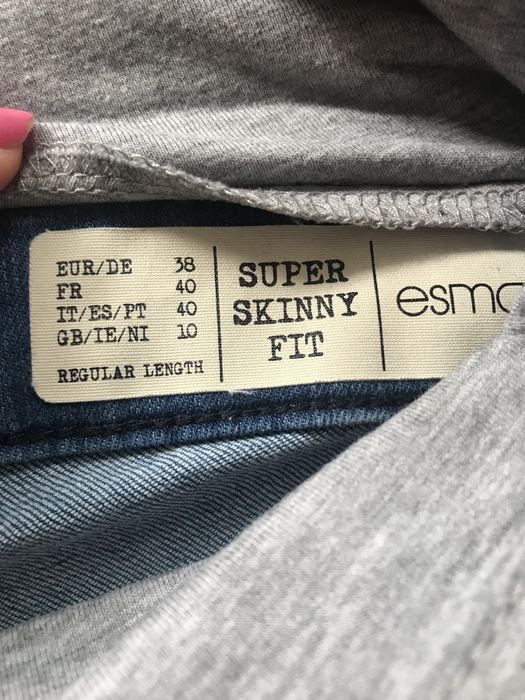 EUR/DE 38
FR 40
IT/ES/PT 40
GB/IE/NI 10
REGULAR LENGTH
SUPER
SKINNY
FIT